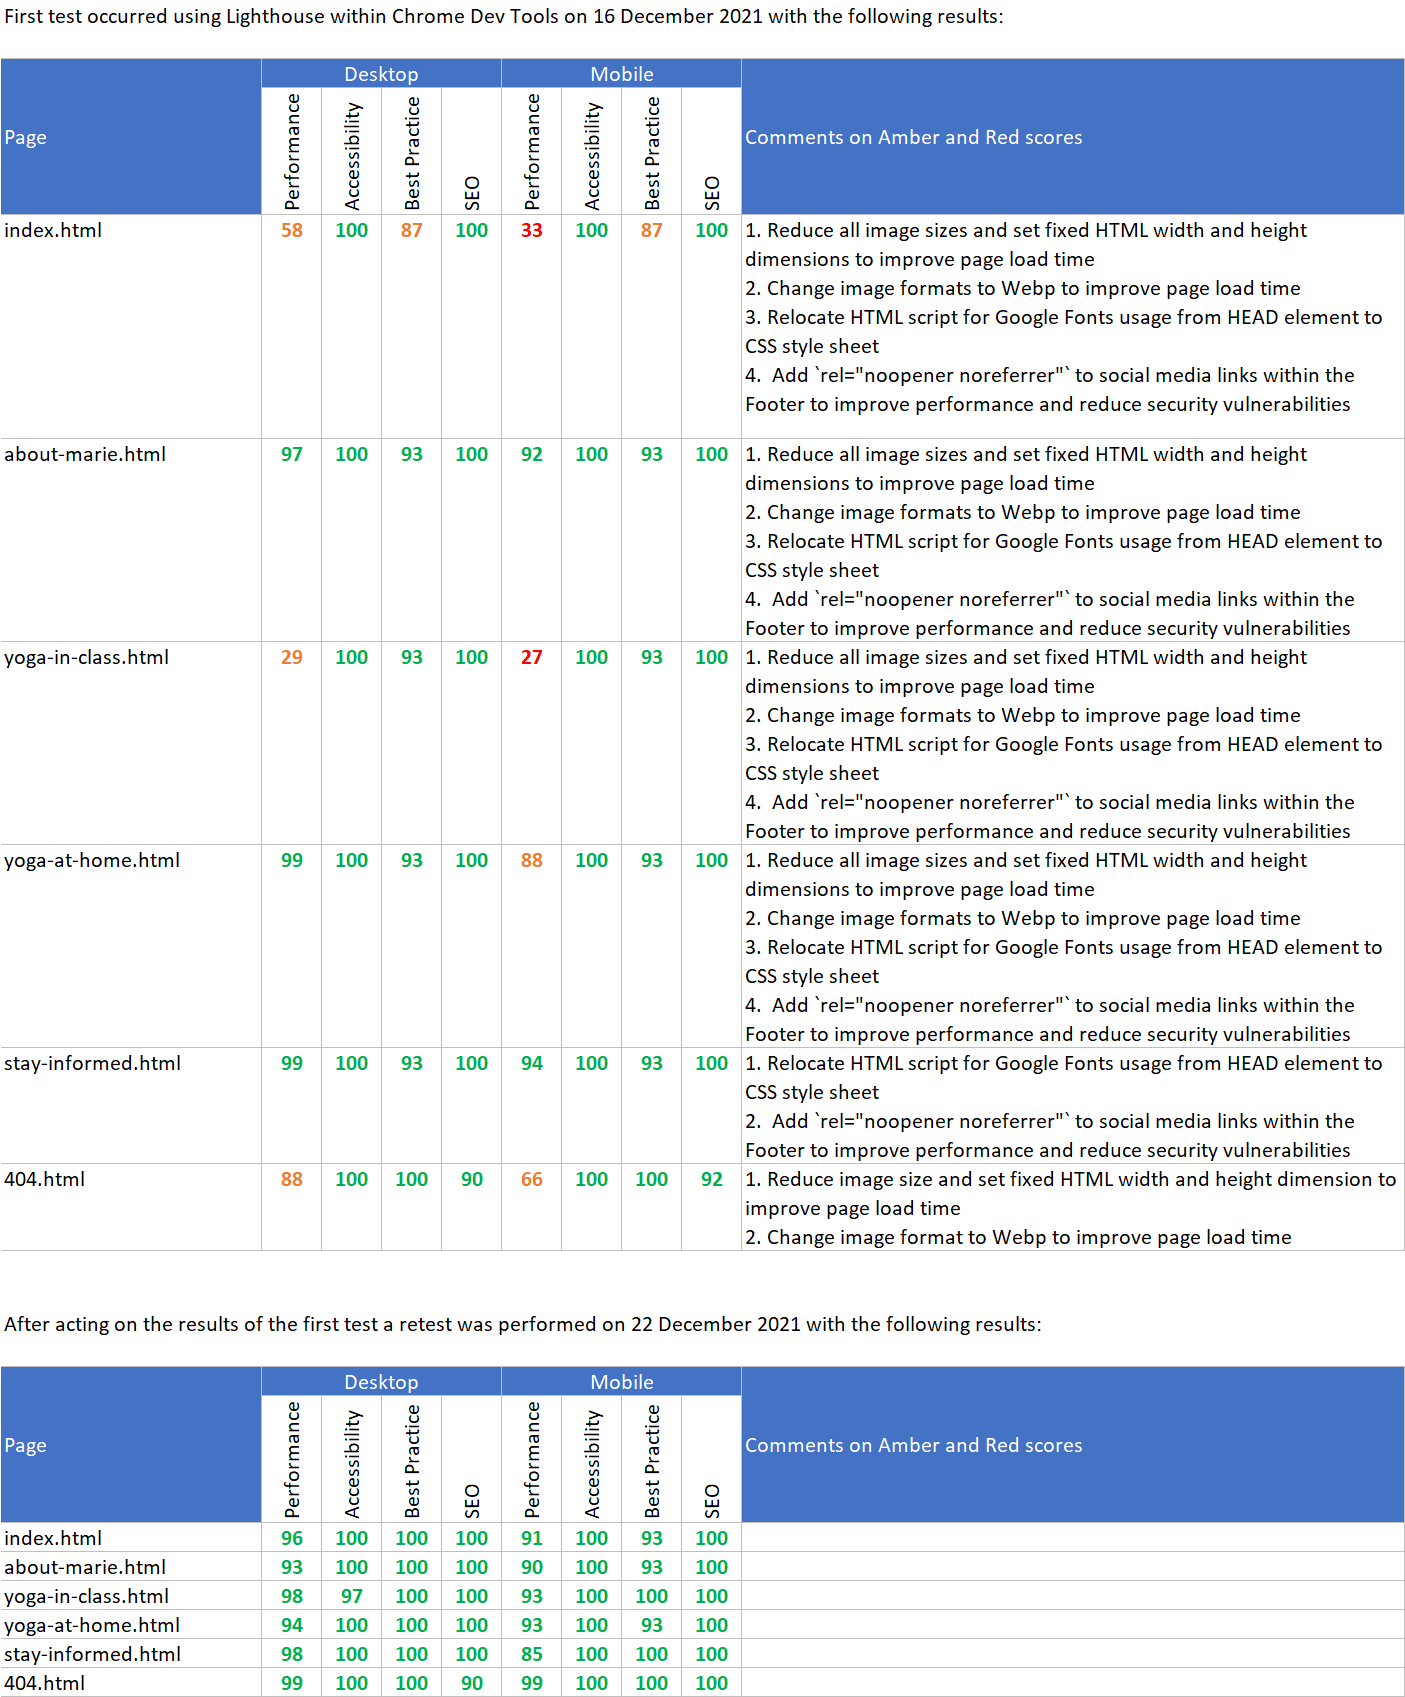 First test occurred using Lighthouse within Chrome Dev Tools on 16 December 2021 with the following results:
Desktop Mobile
Page Performance Accessibility Best Practice SEO Performance Accessibility Best Practice SEO Comments on Amber and Red scores
index.html 58 100 87 100 33 100 87 100 1. Reduce all image sizes and set fixed HTML width and height
dimensions to improve page load time
2. Change image formats to Webp to improve page load time
3. Relocate HTML script for Google Fonts usage from HEAD element to
CSS style sheet
4.  Add `rel="noopener noreferrer"` to social media links within the
Footer to improve performance and reduce security vulnerabilities
about-marie.html 97 100 93 100 92 100 93 100 1. Reduce all image sizes and set fixed HTML width and height
dimensions to improve page load time
2. Change image formats to Webp to improve page load time
3. Relocate HTML script for Google Fonts usage from HEAD element to
CSS style sheet
4.  Add `rel="noopener noreferrer"` to social media links within the
Footer to improve performance and reduce security vulnerabilities
yoga-in-class.html 29 100 93 100 27 100 93 100 1. Reduce all image sizes and set fixed HTML width and height
dimensions to improve page load time
2. Change image formats to Webp to improve page load time
3. Relocate HTML script for Google Fonts usage from HEAD element to
CSS style sheet
4.  Add `rel="noopener noreferrer"` to social media links within the
Footer to improve performance and reduce security vulnerabilities
yoga-at-home.html 99 100 93 100 88 100 93 100 1. Reduce all image sizes and set fixed HTML width and height
dimensions to improve page load time
2. Change image formats to Webp to improve page load time
3. Relocate HTML script for Google Fonts usage from HEAD element to
CSS style sheet
4.  Add `rel="noopener noreferrer"` to social media links within the
Footer to improve performance and reduce security vulnerabilities
stay-informed.html 99 100 93 100 94 100 93 100 1. Relocate HTML script for Google Fonts usage from HEAD element to
CSS style sheet
2.  Add `rel="noopener noreferrer"` to social media links within the
Footer to improve performance and reduce security vulnerabilities
404.html 88 100 100 90 66 100 100 92 1. Reduce image size and set fixed HTML width and height dimension to
improve page load time
2. Change image format to Webp to improve page load time
After acting on the results of the first test a retest was performed on 22 December 2021 with the following results:
Desktop Mobile
Page Performance Accessibility Best Practice SEO Performance Accessibility Best Practice SEO Comments on Amber and Red scores
index.html 96 100 100 100 91 100 93 100
about-marie.html 93 100 100 100 90 100 93 100
yoga-in-class.html 98 97 100 100 93 100 100 100
yoga-at-home.html 94 100 100 100 93 100 93 100
stay-informed.html 98 100 100 100 85 100 100 100
404.html 99 100 100 90 99 100 100 100